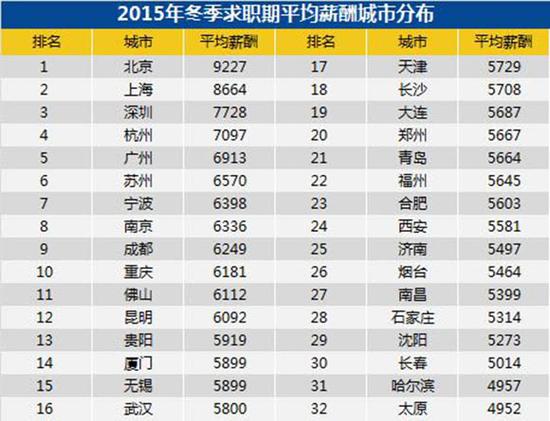 2015年冬季求职期平均薪酬城市分布
排名 城市 平均薪酬 排名 城市 平均薪酬
1 北京 9227 17 天津 5729
2 上海 8664 18 长沙 5708
3 深圳 7728 19 大连 5687
4 杭州 7097 20 郑州 5667
5 广州 6913 21 青岛 5664
6 苏州 6570 22 福州 5645
7 宁波 6398 23 合肥 5603
8 南京 6336 24 西安 5581
9 成都 6249 25 济南 5497
10 重庆 6181 26 烟台 5464
11 佛山 6112 27 南昌 5399
12 昆明 6092 28 石家庄 5314
13 贵阳 5919 29 沈阳 5273
14 厦门 5899 30 长春 5014
15 无锡 5899 31 哈尔滨 4957
16 武汉 5800 32 太原 4952